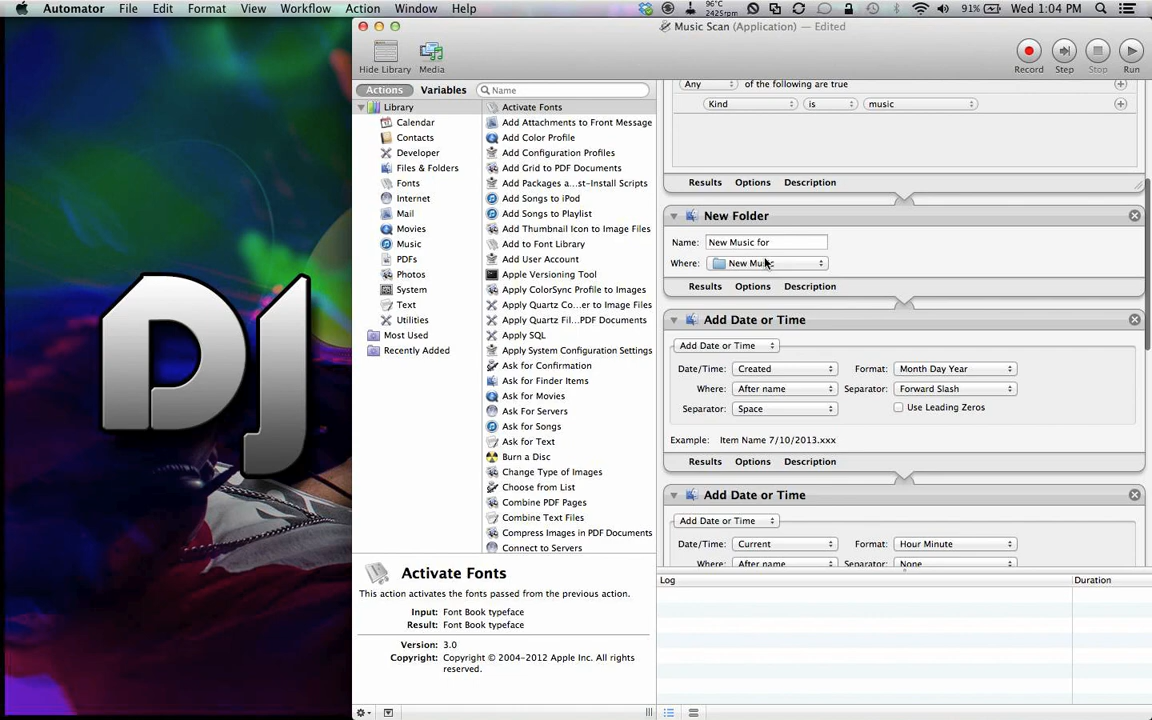 Automator File Edit View Workflow Action Window Help 96°C 2425rpm 91% Wed 1:04 PM
Music Scan (Application) — Edited
Hide Library Media Record Step Stop Run
Actions Variables Name
Library
Calendar
Contacts
Developer
Files & Folders
Fonts
Internet
Mail
Movies
Music
PDFs
Photos
System
Text
Utilities
Most Used
Recently Added
Activate Fonts
Add Attachments to Front Message
Add Color Profile
Add Configuration Profiles
Add Grid to PDF Documents
Add Packages a...st-Install Scripts
Add Songs to iPod
Add Songs to Playlist
Add Thumbnail Icon to Image Files
Add to Font Library
Add User Account
Apple Versioning Tool
Apply ColorSync Profile to Images
Apply Quartz Co...er to Image Files
Apply Quartz Fil...PDF Documents
Apply SQL
Apply System Configuration Settings
Ask for Confirmation
Ask for Finder Items
Ask for Movies
Ask For Servers
Ask for Songs
Ask for Text
Burn a Disc
Change Type of Images
Choose from List
Combine PDF Pages
Combine Text Files
Compress Images in PDF Documents
Connect to Servers
Activate Fonts
This action activates the fonts passed from the previous action.
Input: Font Book typeface
Result: Font Book typeface
Version: 3.0
Copyright: Copyright © 2004–2012 Apple Inc. All rights
reserved.
Any of the following are true
Kind is music
Results Options Description
New Folder
Name: New Music for
Where: New Music
Results Options Description
Add Date or Time
Add Date or Time
Date/Time: Created Format: Month Day Year
Where: After name Separator: Forward Slash
Separator: Space Use Leading Zeros
Example: Item Name 7/10/2013.xxx
Results Options Description
Add Date or Time
Add Date or Time
Date/Time: Current Format: Hour Minute
Where: After name Separator: None
Log Duration
DJ